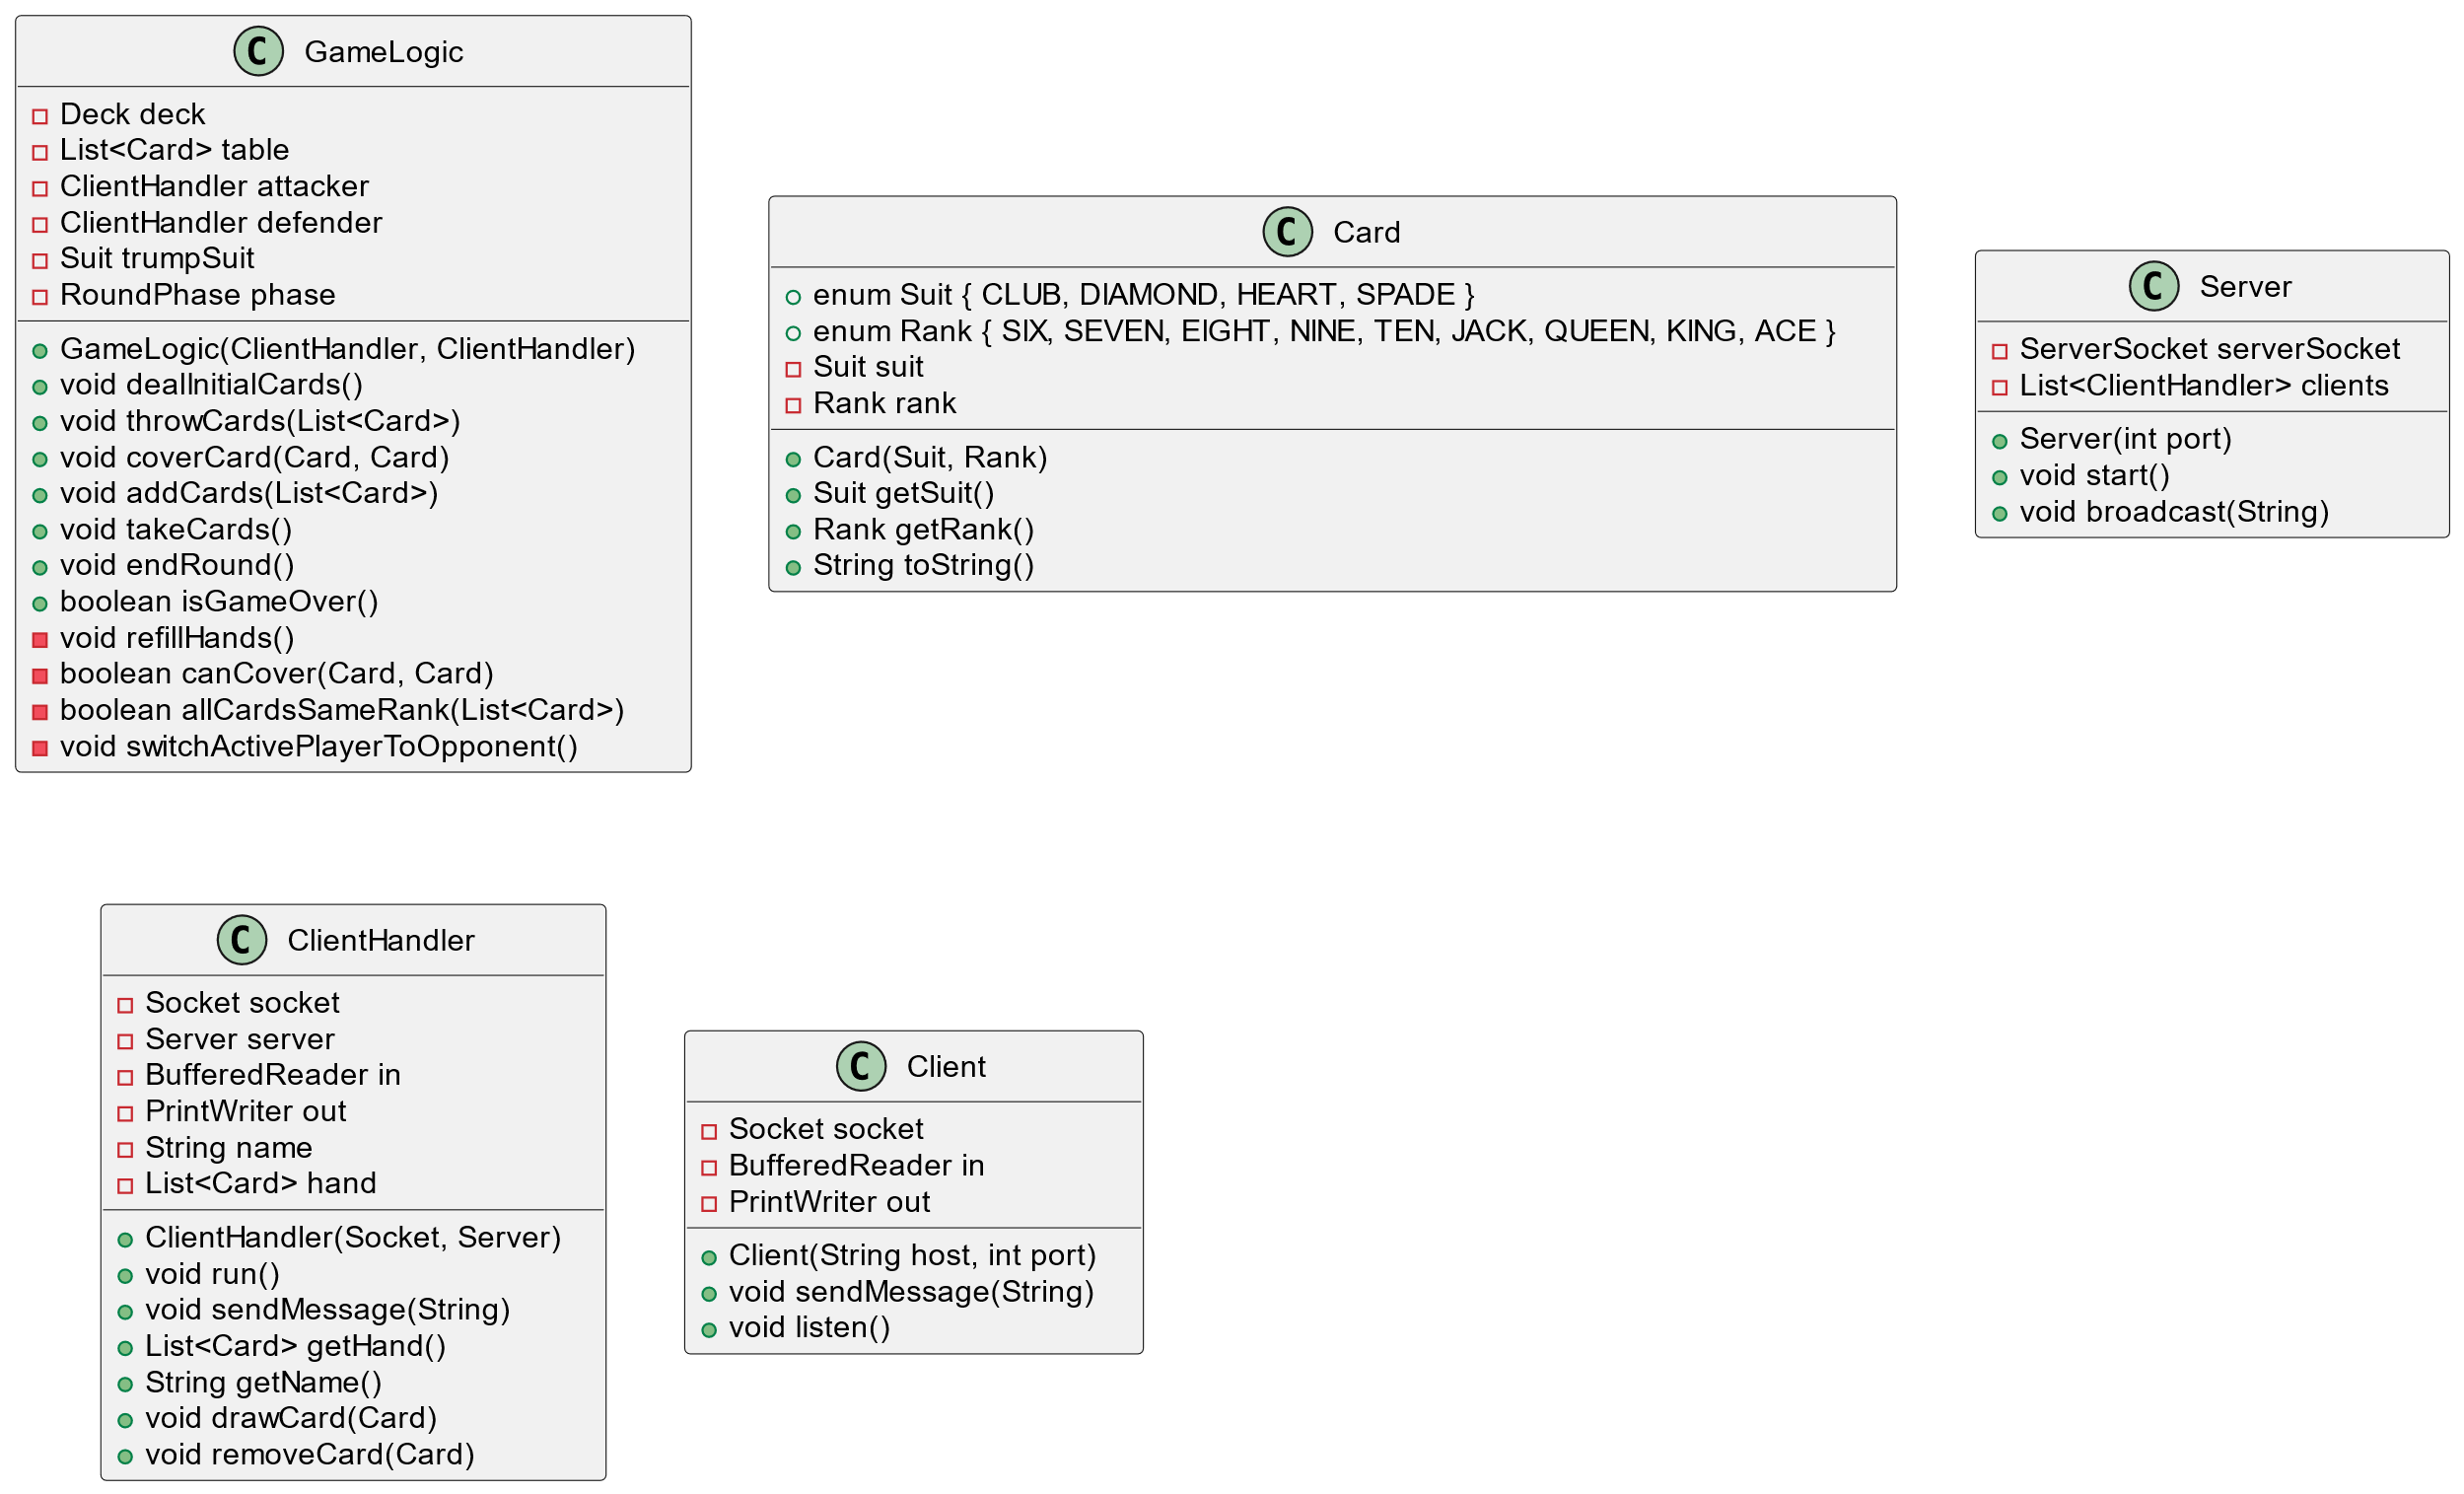 C GameLogic
Deck deck
List<Card> table
ClientHandler attacker
ClientHandler defender
Suit trumpSuit
RoundPhase phase
GameLogic(ClientHandler, ClientHandler)
void dealInitialCards()
void throwCards(List<Card>)
void coverCard(Card, Card)
void addCards(List<Card>)
void takeCards()
void endRound()
boolean isGameOver()
void refillHands()
boolean canCover(Card, Card)
boolean allCardsSameRank(List<Card>)
void switchActivePlayerToOpponent()
C Card
enum Suit { CLUB, DIAMOND, HEART, SPADE }
enum Rank { SIX, SEVEN, EIGHT, NINE, TEN, JACK, QUEEN, KING, ACE }
Suit suit
Rank rank
Card(Suit, Rank)
Suit getSuit()
Rank getRank()
String toString()
C Server
ServerSocket serverSocket
List<ClientHandler> clients
Server(int port)
void start()
void broadcast(String)
C ClientHandler
Socket socket
Server server
BufferedReader in
PrintWriter out
String name
List<Card> hand
ClientHandler(Socket, Server)
void run()
void sendMessage(String)
List<Card> getHand()
String getName()
void drawCard(Card)
void removeCard(Card)
C Client
Socket socket
BufferedReader in
PrintWriter out
Client(String host, int port)
void sendMessage(String)
void listen()